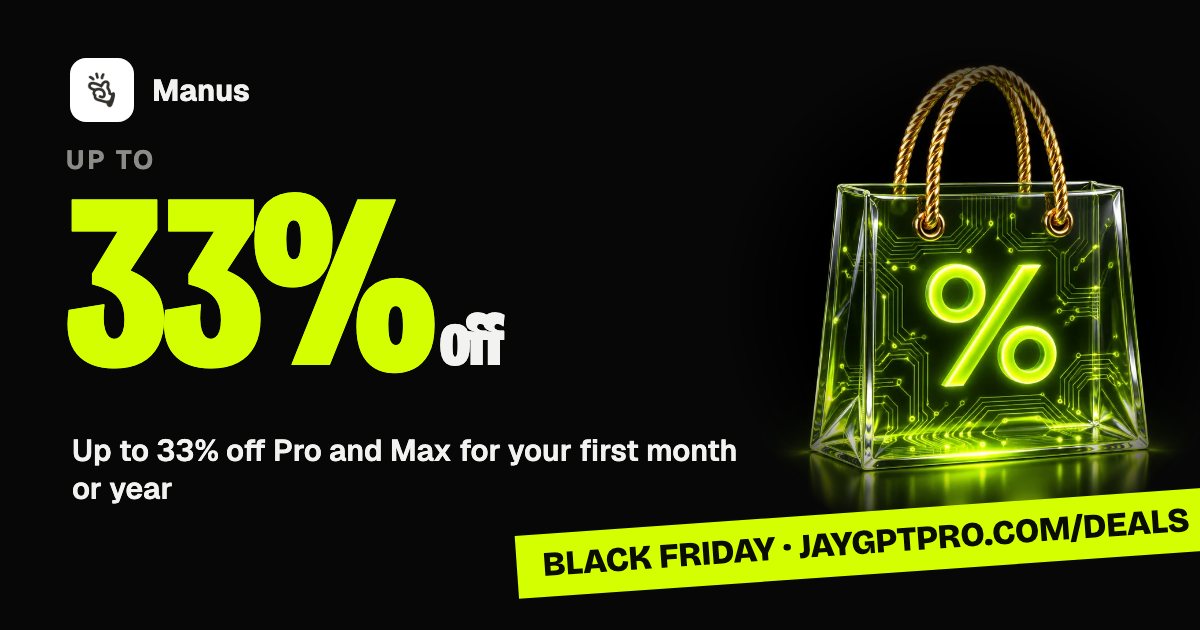 Manus
UP TO
33% off
Up to 33% off Pro and Max for your first month
or year
%
BLACK FRIDAY · JAYGPTPRO.COM/DEALS